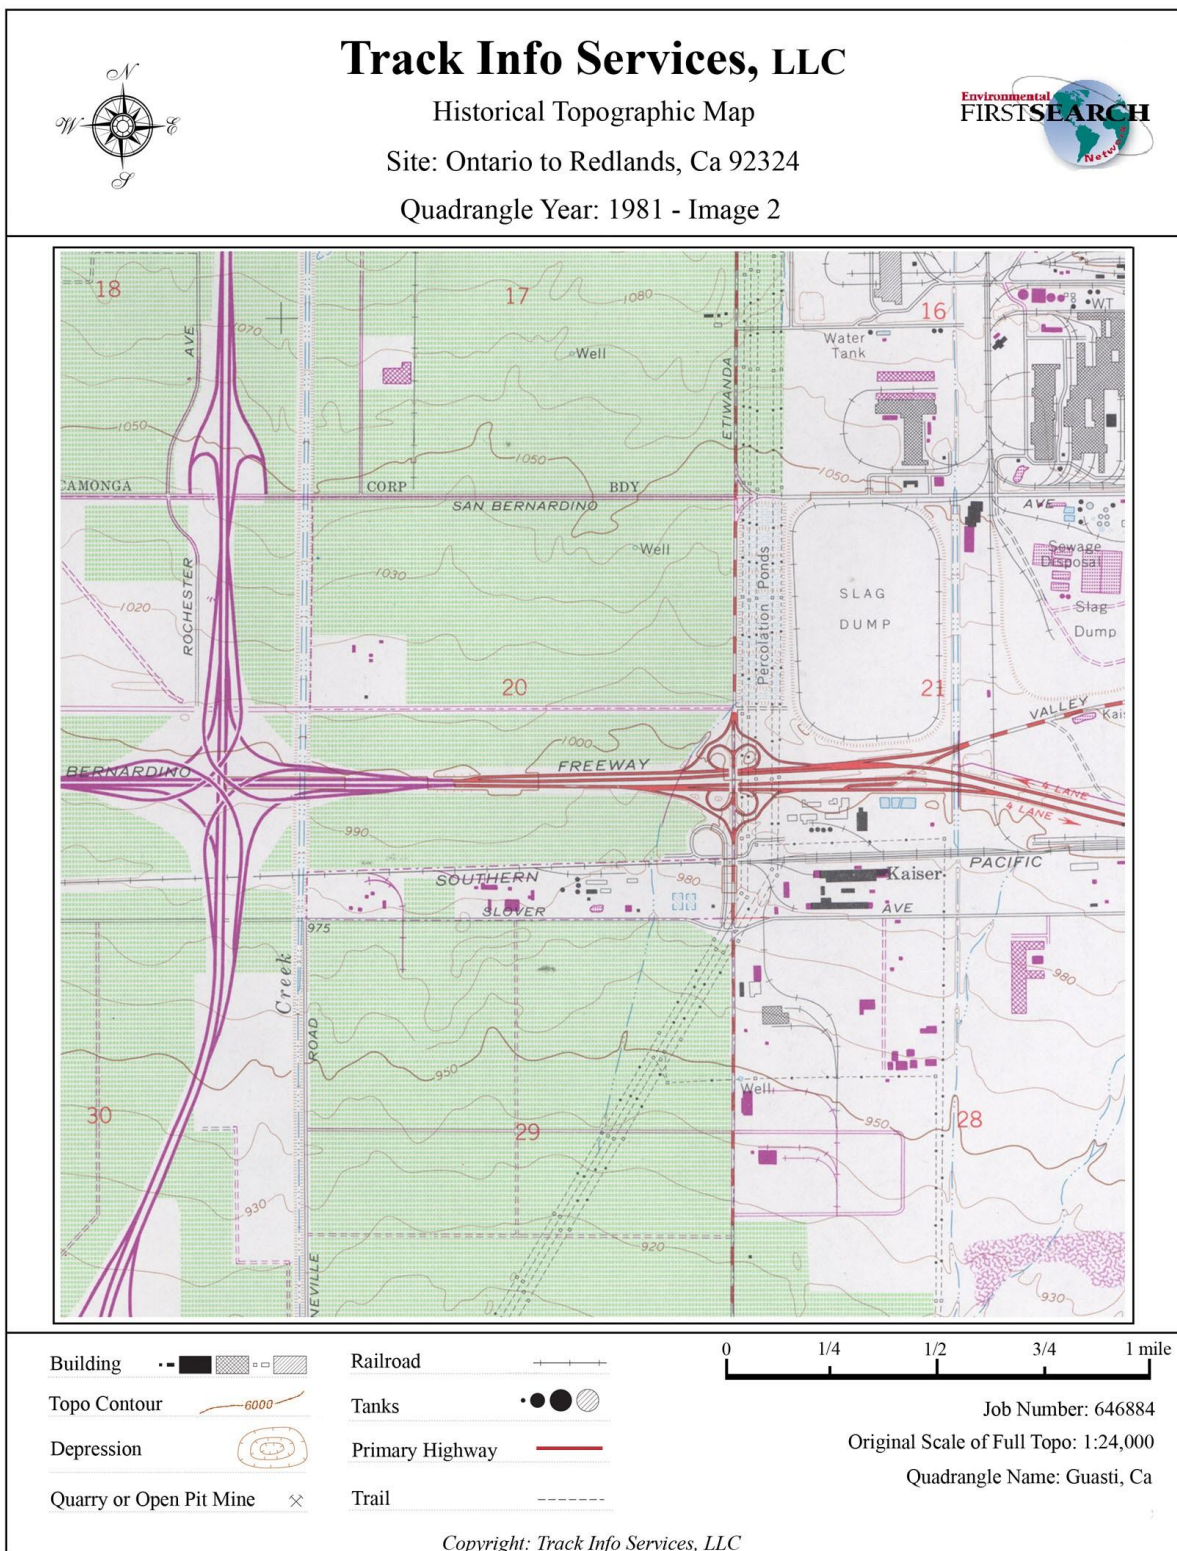 Track Info Services, LLC
Historical Topographic Map
Site: Ontario to Redlands, Ca 92324
Quadrangle Year: 1981 - Image 2
N
W E
S
Environmental
FIRSTSEARCH
Network
18
17
1080
16
W.T
AVE
1070
Water
Tank
Well
ETIWANDA
1050
1050
1050
CAMONGA
CORP
BDY
SAN BERNARDINO
AVE
Well
Percolation Ponds
Sewage
Disposal
1030
1020
ROCHESTER
SLAG
DUMP
Slag
Dump
20
21
VALLEY
Kai
1000
BERNARDINO
FREEWAY
4 LANE
4 LANE
990
SOUTHERN
PACIFIC
980
Kaiser
SLOVER
AVE
975
Creek
980
ROAD
950
Well
30
29
950
28
930
920
NEVILLE
930
Building
Topo Contour
6000
Depression
Quarry or Open Pit Mine
Railroad
Tanks
Primary Highway
Trail
0 1/4 1/2 3/4 1 mile
Job Number: 646884
Original Scale of Full Topo: 1:24,000
Quadrangle Name: Guasti, Ca
Copyright: Track Info Services, LLC